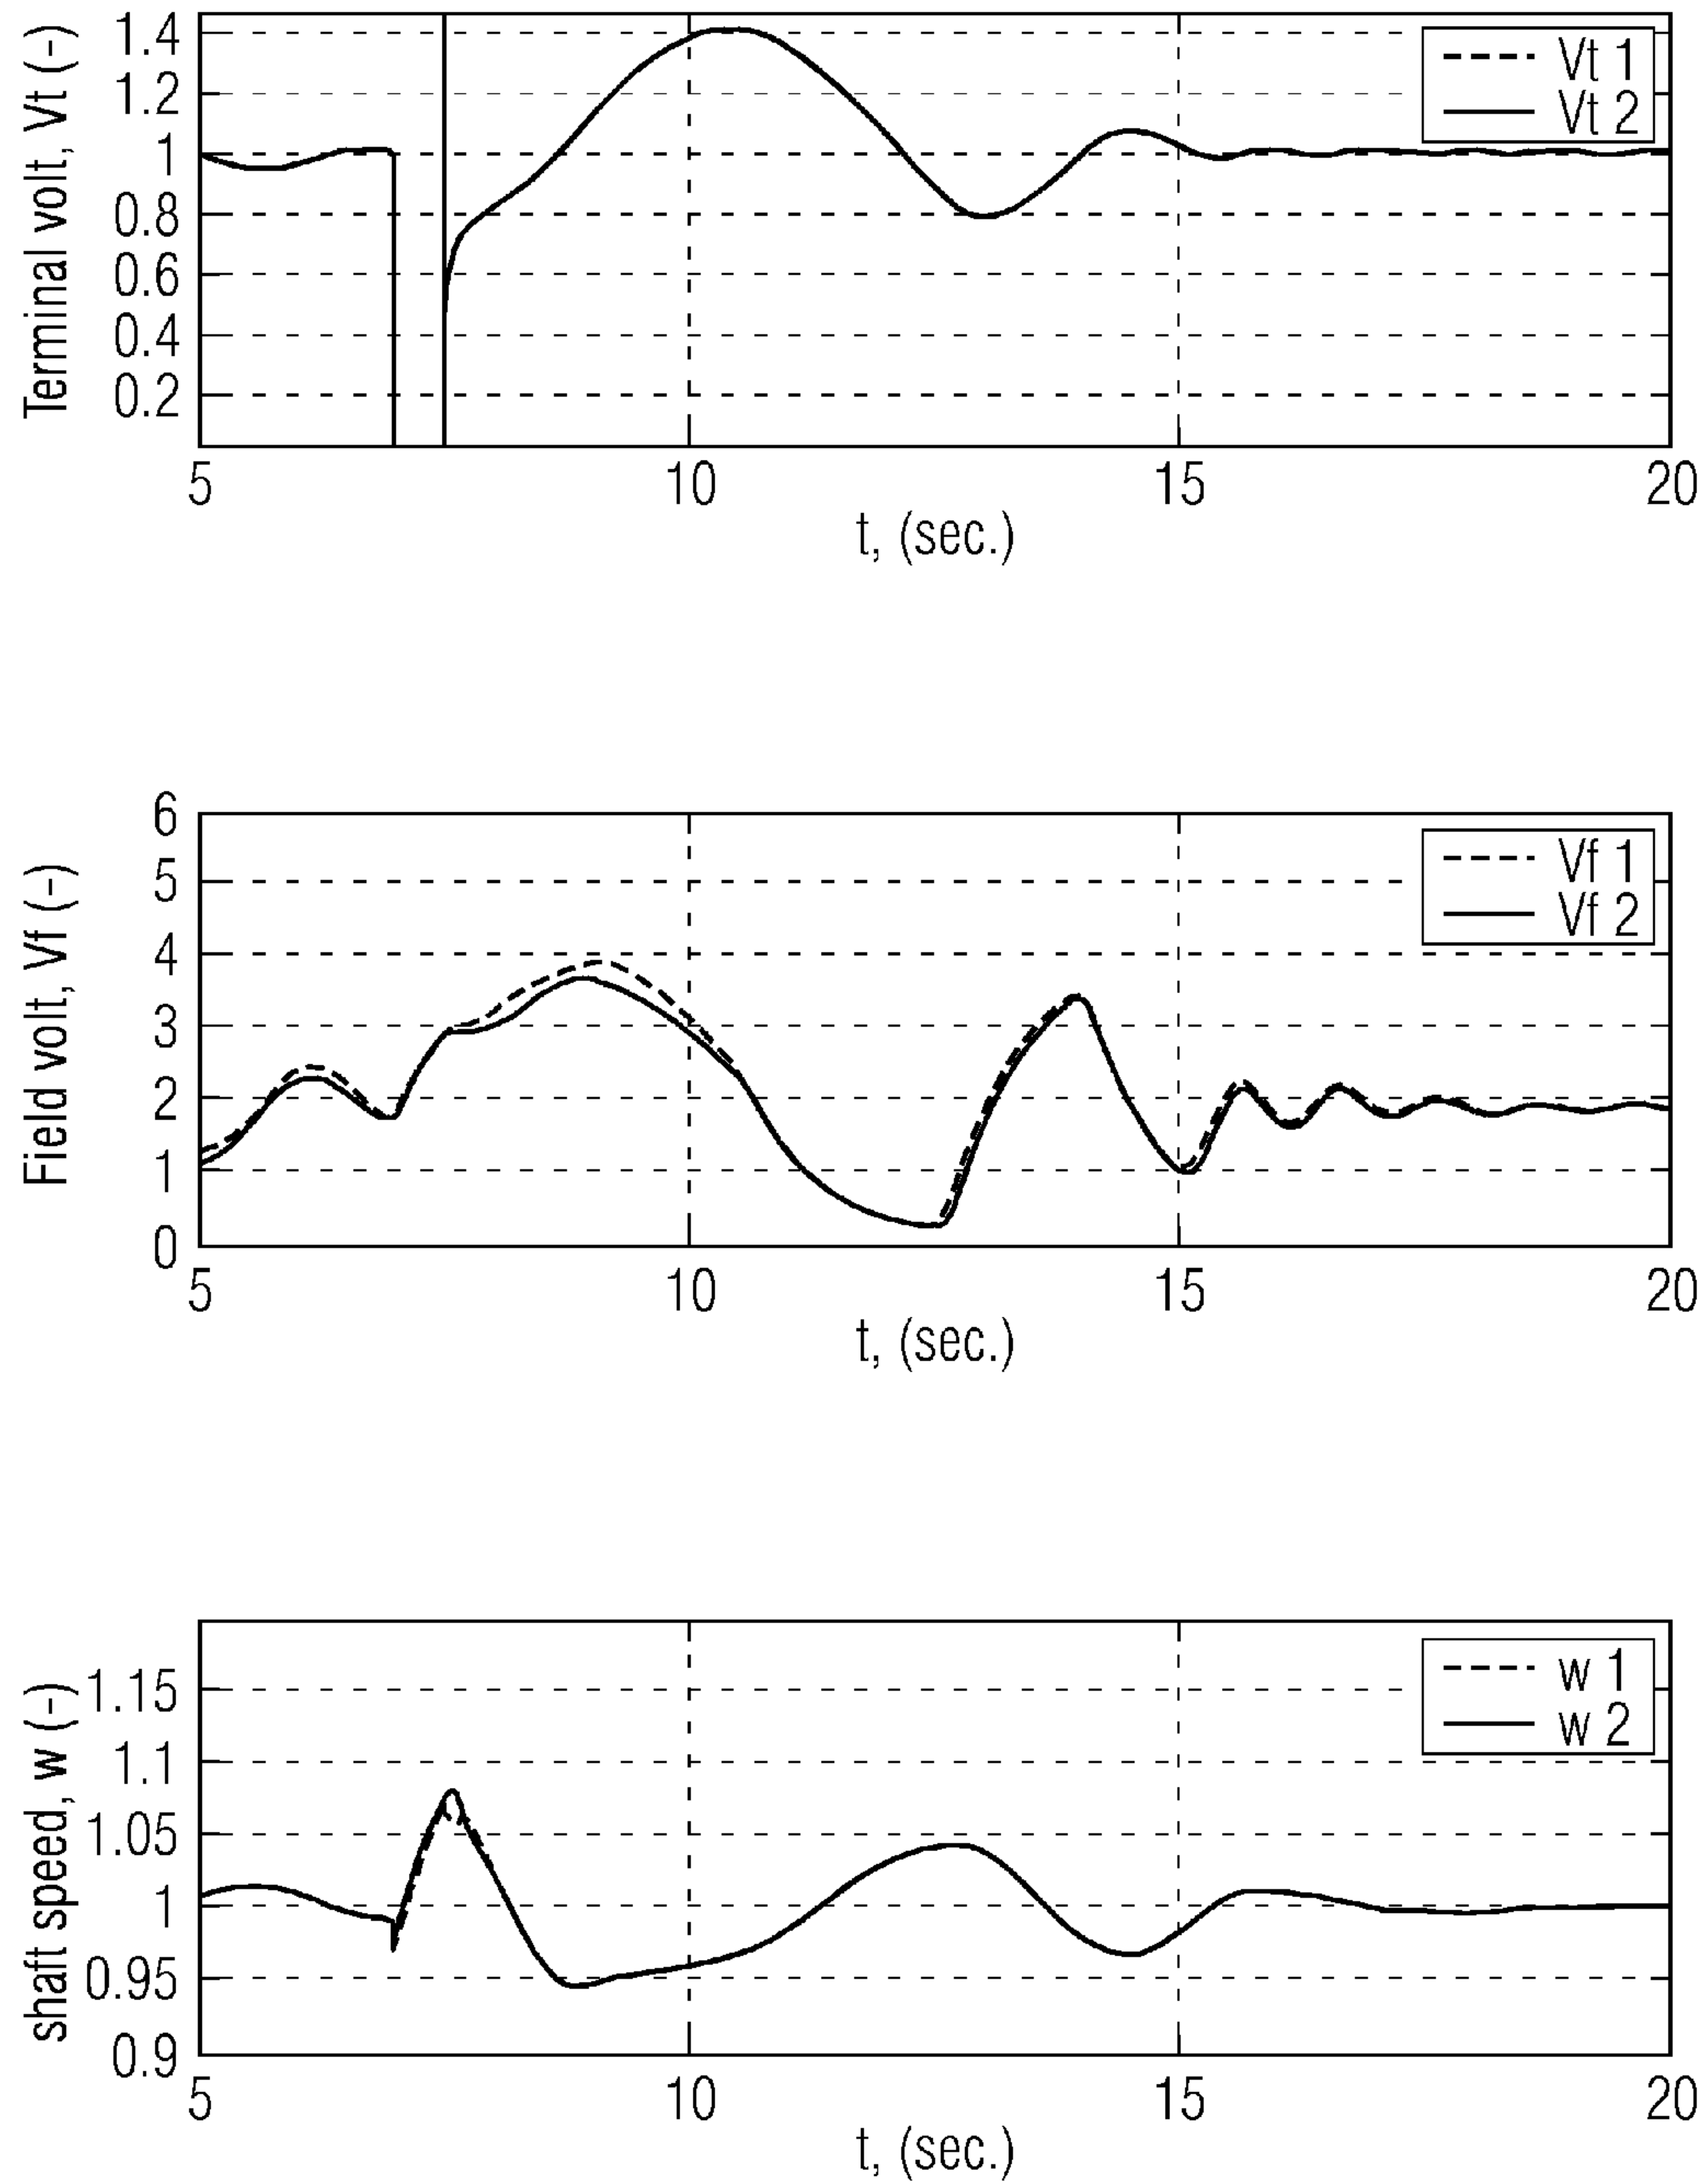 Terminal volt, Vt (-)
1.4
1.2
1
0.8
0.6
0.4
0.2
Vt 1
Vt 2
5 10 15 20
t, (sec.)
Field volt, Vf (-)
6
5
4
3
2
1
0
Vf 1
Vf 2
5 10 15 20
t, (sec.)
shaft speed, w (-)
1.15
1.1
1.05
1
0.95
0.9
w 1
w 2
5 10 15 20
t, (sec.)